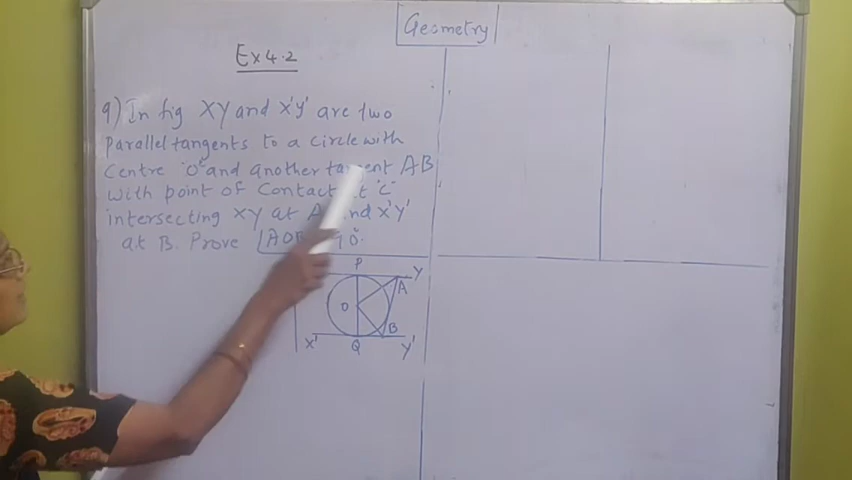 Geometry
Ex 4.2
9) In fig XY and X'Y' are two
Parallel tangents to a circle with
Centre 'O' and another tangent AB
with point of Contact "C"
intersecting XY at A and X'Y'
at B. Prove 90°
P
Y
A
O
B
X'
Q
Y'